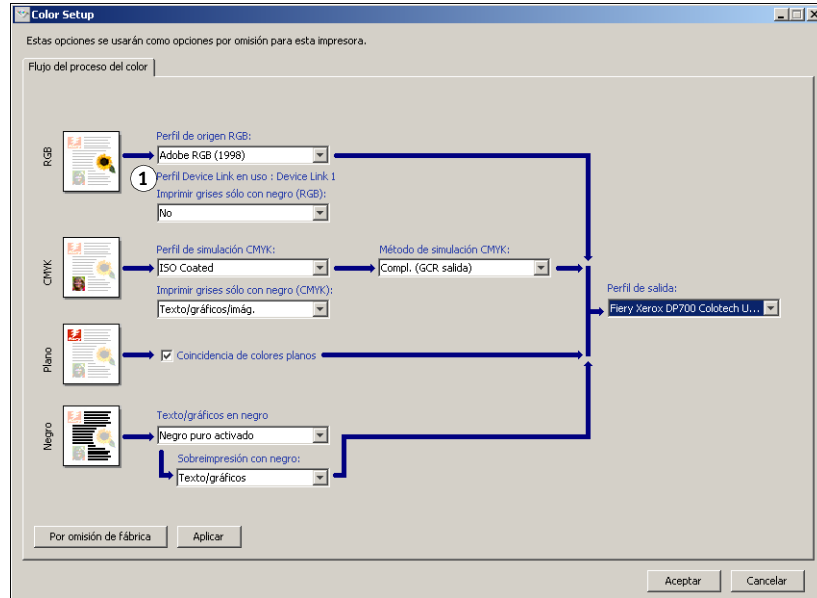 Color Setup
Estas opciones se usarán como opciones por omisión para esta impresora.
Flujo del proceso del color
RGB
Perfil de origen RGB:
Adobe RGB (1998)
1
Perfil Device Link en uso : Device Link 1
Imprimir grises sólo con negro (RGB):
No
CMYK
Perfil de simulación CMYK:
ISO Coated
Método de simulación CMYK:
Compl. (GCR salida)
Imprimir grises sólo con negro (CMYK):
Texto/gráficos/imág.
Perfil de salida:
Fiery Xerox DP700 Colotech U...
Plano
Coincidencia de colores planos
Negro
Texto/gráficos en negro
Negro puro activado
Sobreimpresión con negro:
Texto/gráficos
Por omisión de fábrica
Aplicar
Aceptar
Cancelar